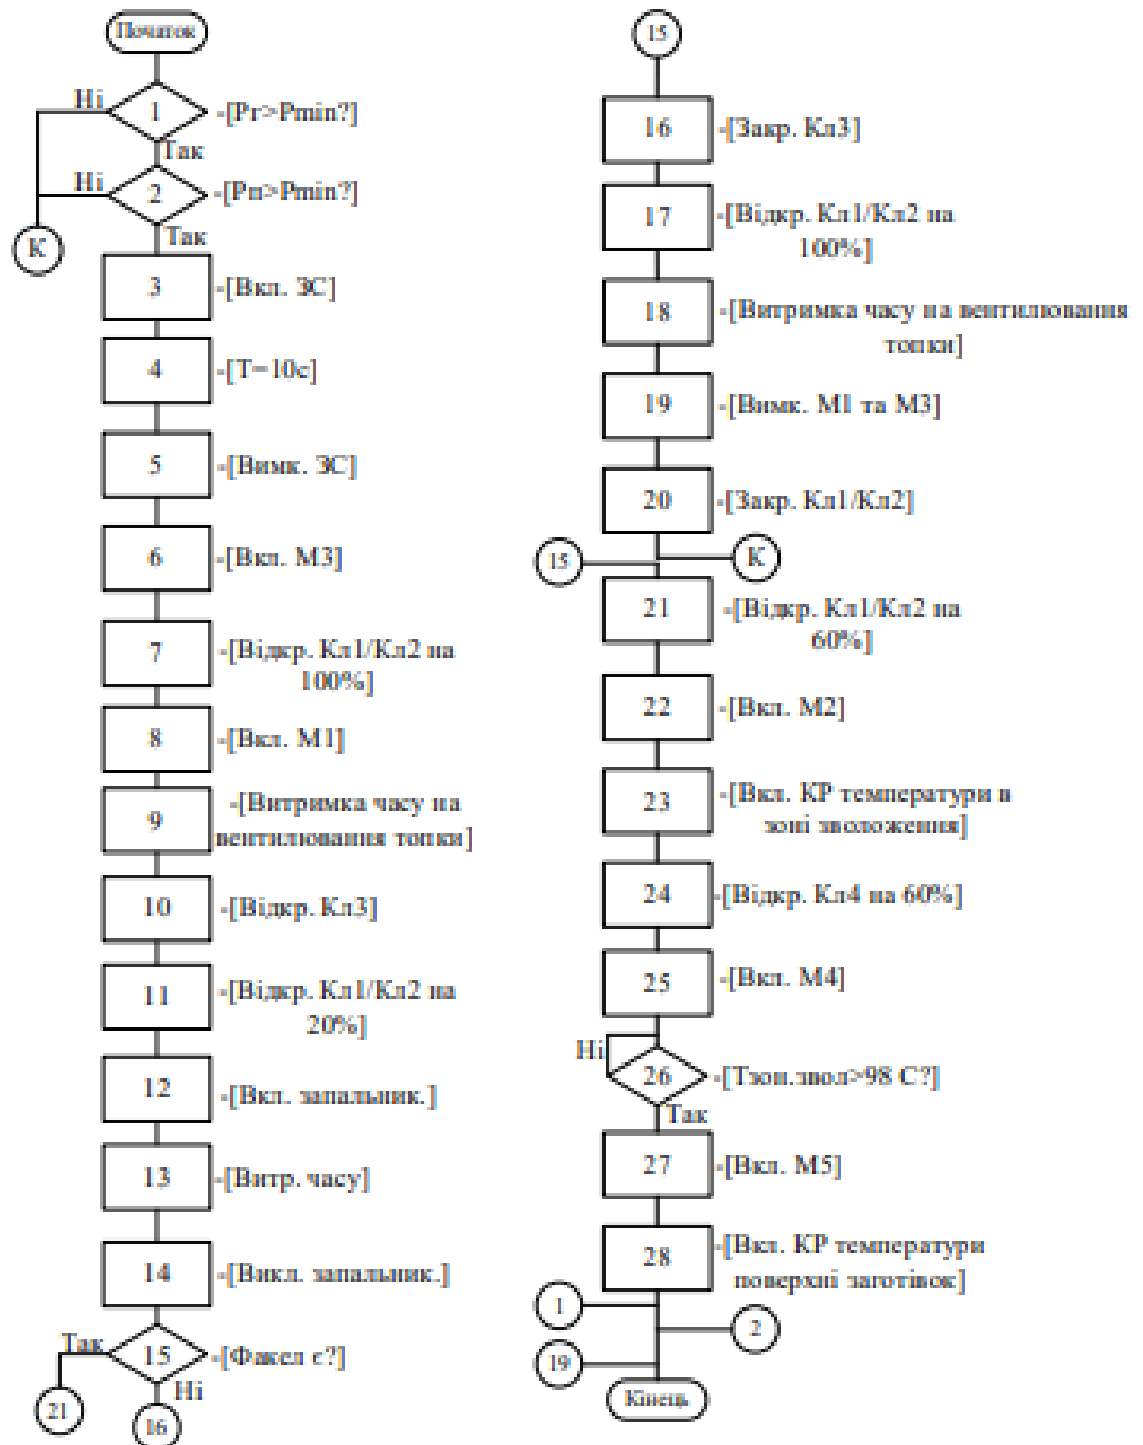 Початок
Ні
1
-[Рг>Pmin?]
Так
Ні
2
-[Рп>Pmin?]
К
Так
3
-[Вкл. ЗС]
4
-[Т=10с]
5
-[Вимк. ЗС]
6
-[Вкл. М3]
7
-[Відкр. Кл1/Кл2 на
100%]
8
-[Вкл. М1]
9
-[Витримка часу на
вентилювання топки]
10
-[Відкр. Кл3]
11
-[Відкр. Кл1/Кл2 на
20%]
12
-[Вкл. запальник.]
13
-[Витр. часу]
14
-[Викл. запальник.]
Так
15
-[Факел є?]
Ні
21
16
15
16
-[Закр. Кл3]
17
-[Відкр. Кл1/Кл2 на
100%]
18
-[Витримка часу на вентилювання
топки]
19
-[Вимк. М1 та М3]
20
-[Закр. Кл1/Кл2]
15
К
21
-[Відкр. Кл1/Кл2 на
60%]
22
-[Вкл. М2]
23
-[Вкл. КР температури в
зоні зволоження]
24
-[Відкр. Кл4 на 60%]
25
-[Вкл. М4]
Ні
26
-[Тзон.звол>98 С?]
Так
27
-[Вкл. М5]
28
-[Вкл. КР температури
поверхні заготівок]
1
2
19
Кінець